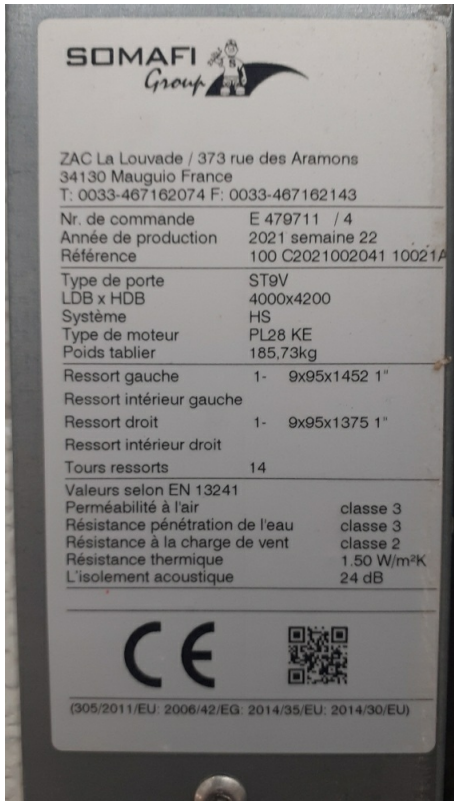 SOMAFI
Group
ZAC La Louvade / 373 rue des Aramons
34130 Mauguio France
T: 0033-467162074 F: 0033-467162143
Nr. de commande E 479711 / 4
Année de production 2021 semaine 22
Référence 100 C2021002041 10021A
Type de porte ST9V
LDB x HDB 4000x4200
Système HS
Type de moteur PL28 KE
Poids tablier 185,73kg
Ressort gauche 1- 9x95x1452 1"
Ressort intérieur gauche
Ressort droit 1- 9x95x1375 1"
Ressort intérieur droit
Tours ressorts 14
Valeurs selon EN 13241
Perméabilité à l'air classe 3
Résistance pénétration de l'eau classe 3
Résistance à la charge de vent classe 2
Résistance thermique 1.50 W/m²K
L'isolement acoustique 24 dB
CE
(305/2011/EU: 2006/42/EG: 2014/35/EU: 2014/30/EU)